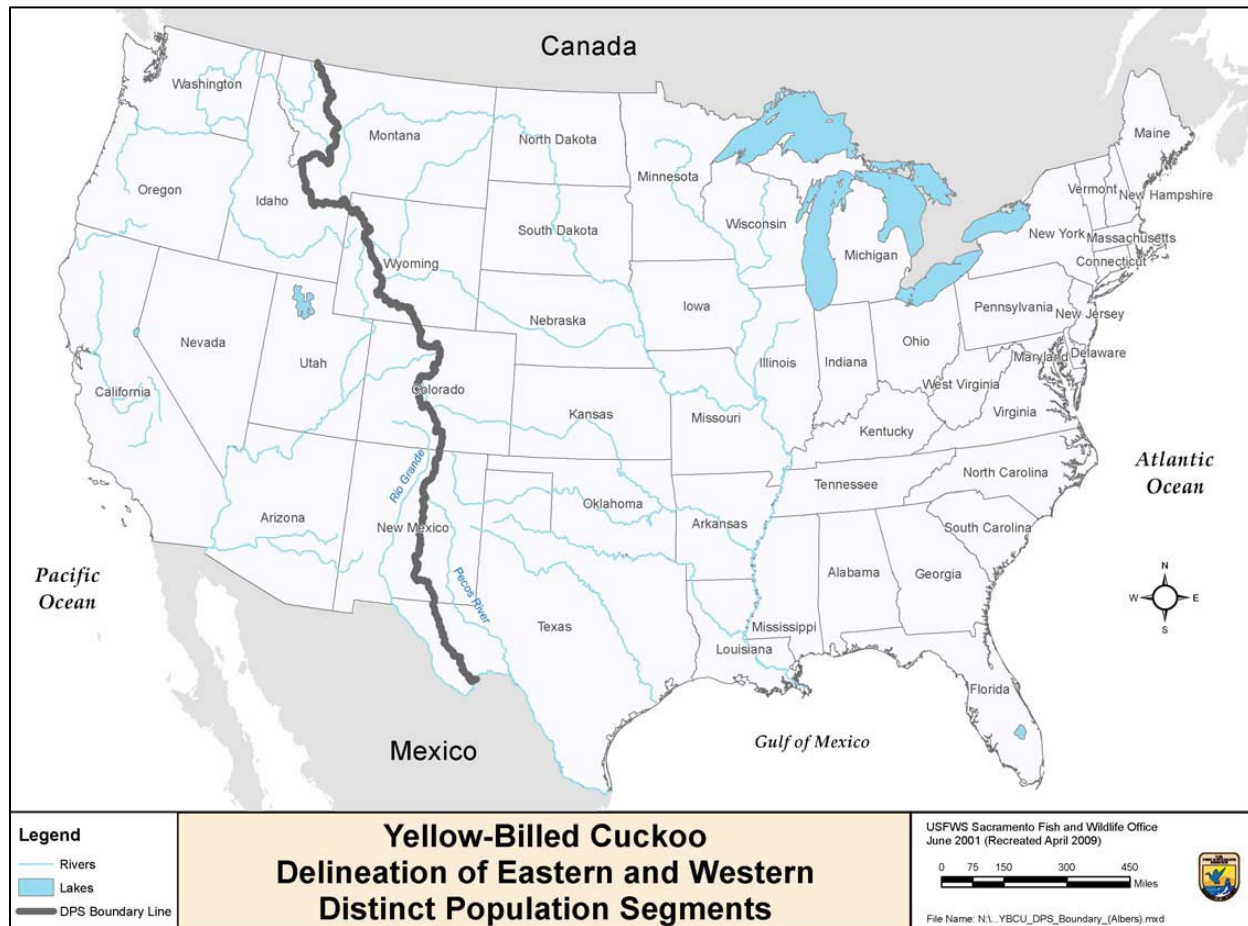 Canada
Washington
Montana
North Dakota
Minnesota
Maine
Oregon
Idaho
Wisconsin
Vermont
New Hampshire
South Dakota
Michigan
New York
Massachusetts
Wyoming
Connecticut
Iowa
Pennsylvania
Nebraska
New Jersey
Nevada
Utah
Illinois
Indiana
Ohio
Maryland
Delaware
California
Colorado
West Virginia
Kansas
Missouri
Virginia
Kentucky
Rio Grande
North Carolina
Atlantic
Ocean
Tennessee
Oklahoma
Arizona
New Mexico
Arkansas
South Carolina
Pacific
Ocean
Pecos River
Alabama
Georgia
N
W
E
S
Texas
Mississippi
Louisiana
Florida
Mexico
Gulf of Mexico
Legend
Rivers
Lakes
DPS Boundary Line
Yellow-Billed Cuckoo
Delineation of Eastern and Western
Distinct Population Segments
USFWS Sacramento Fish and Wildlife Office
June 2001 (Recreated April 2009)
0 75 150 300 450
Miles
File Name: N:\...YBCU_DPS_Boundary_(Albers).mxd